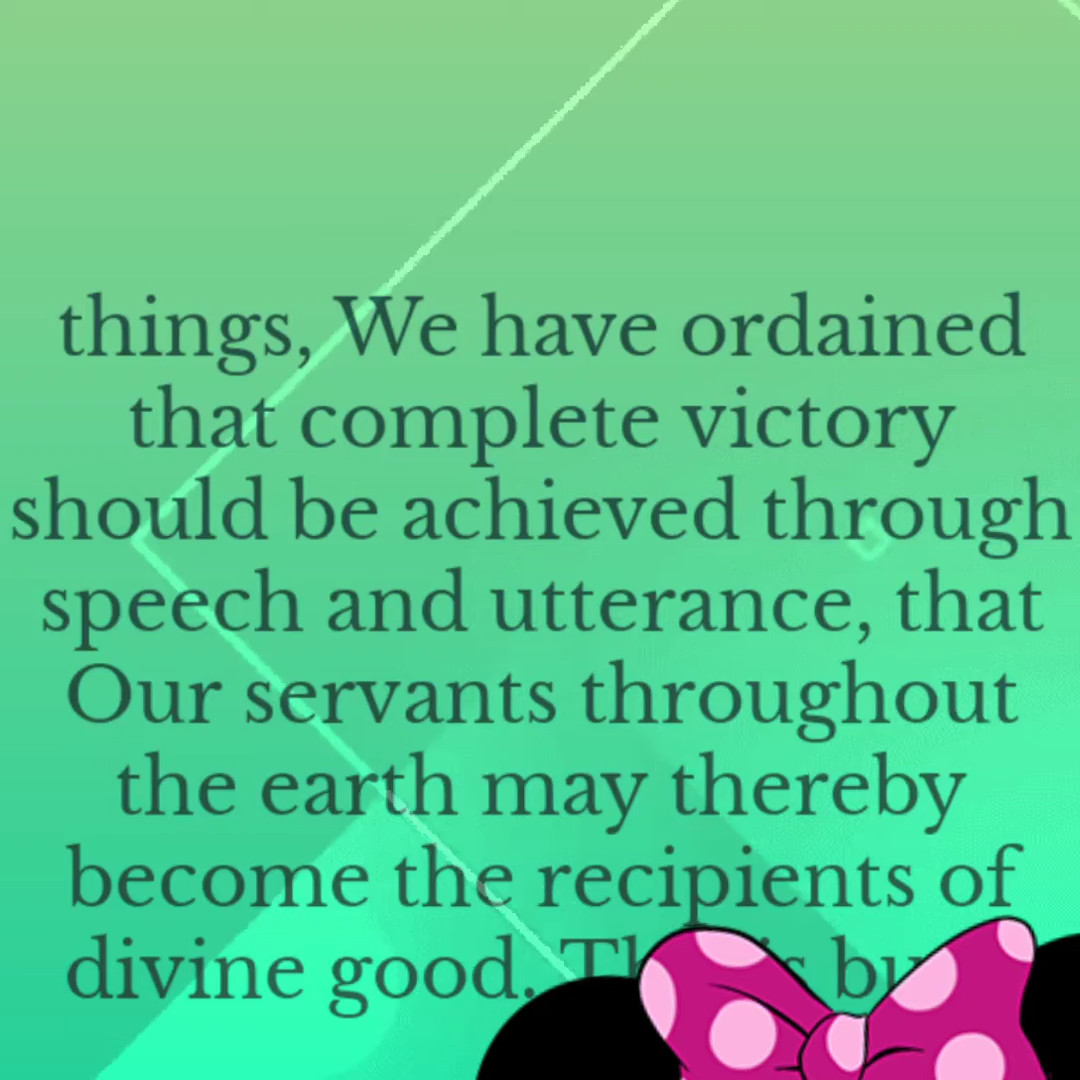 things, We have ordained
that complete victory
should be achieved through
speech and utterance, that
Our servants throughout
the earth may thereby
become the recipients of
divine good.